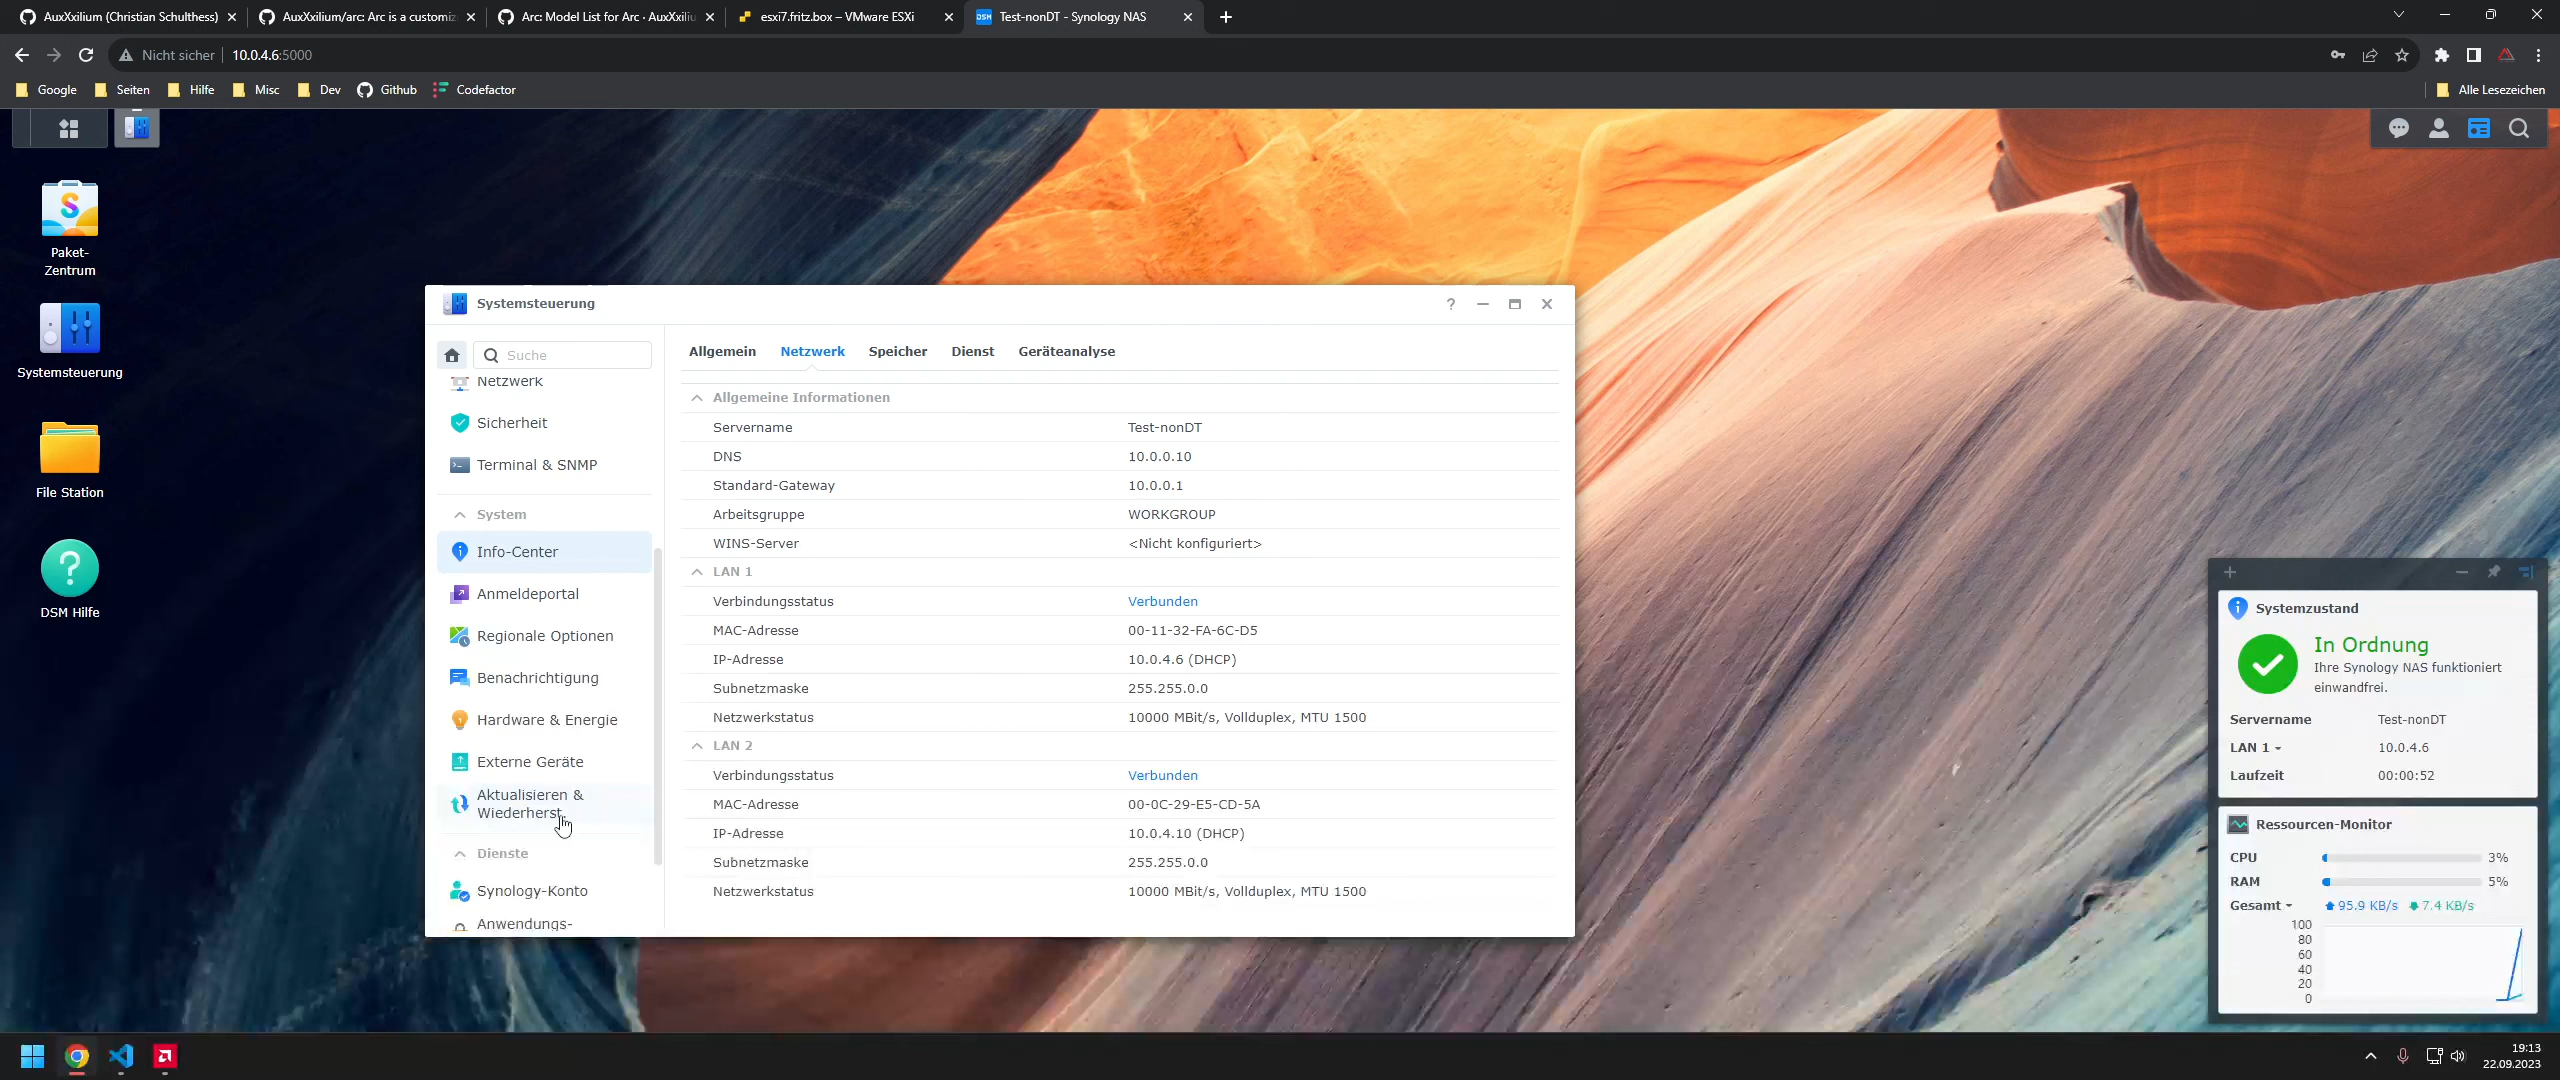 AuxXxilium (Christian Schulthess)
AuxXxilium/arc: Arc is a customiz
Arc: Model List for Arc · AuxXxiliu
esxi7.fritz.box – VMware ESXi
DSM Test-nonDT - Synology NAS
Nicht sicher 10.0.4.6:5000
Google Seiten Hilfe Misc Dev Github Codefactor Alle Lesezeichen
Paket-
Zentrum
Systemsteuerung
File Station
DSM Hilfe
Systemsteuerung
Suche
Netzwerk
Sicherheit
Terminal & SNMP
System
Info-Center
Anmeldeportal
Regionale Optionen
Benachrichtigung
Hardware & Energie
Externe Geräte
Aktualisieren &
Wiederherst.
Dienste
Synology-Konto
Anwendungs-
Allgemein Netzwerk Speicher Dienst Geräteanalyse
Allgemeine Informationen
Servername Test-nonDT
DNS 10.0.0.10
Standard-Gateway 10.0.0.1
Arbeitsgruppe WORKGROUP
WINS-Server <Nicht konfiguriert>
LAN 1
Verbindungsstatus Verbunden
MAC-Adresse 00-11-32-FA-6C-D5
IP-Adresse 10.0.4.6 (DHCP)
Subnetzmaske 255.255.0.0
Netzwerkstatus 10000 MBit/s, Vollduplex, MTU 1500
LAN 2
Verbindungsstatus Verbunden
MAC-Adresse 00-0C-29-E5-CD-5A
IP-Adresse 10.0.4.10 (DHCP)
Subnetzmaske 255.255.0.0
Netzwerkstatus 10000 MBit/s, Vollduplex, MTU 1500
Systemzustand
In Ordnung
Ihre Synology NAS funktioniert
einwandfrei.
Servername Test-nonDT
LAN 1 10.0.4.6
Laufzeit 00:00:52
Ressourcen-Monitor
CPU 3%
RAM 5%
Gesamt 95.9 KB/s 7.4 KB/s
100
80
60
40
20
0
19:13
22.09.2023